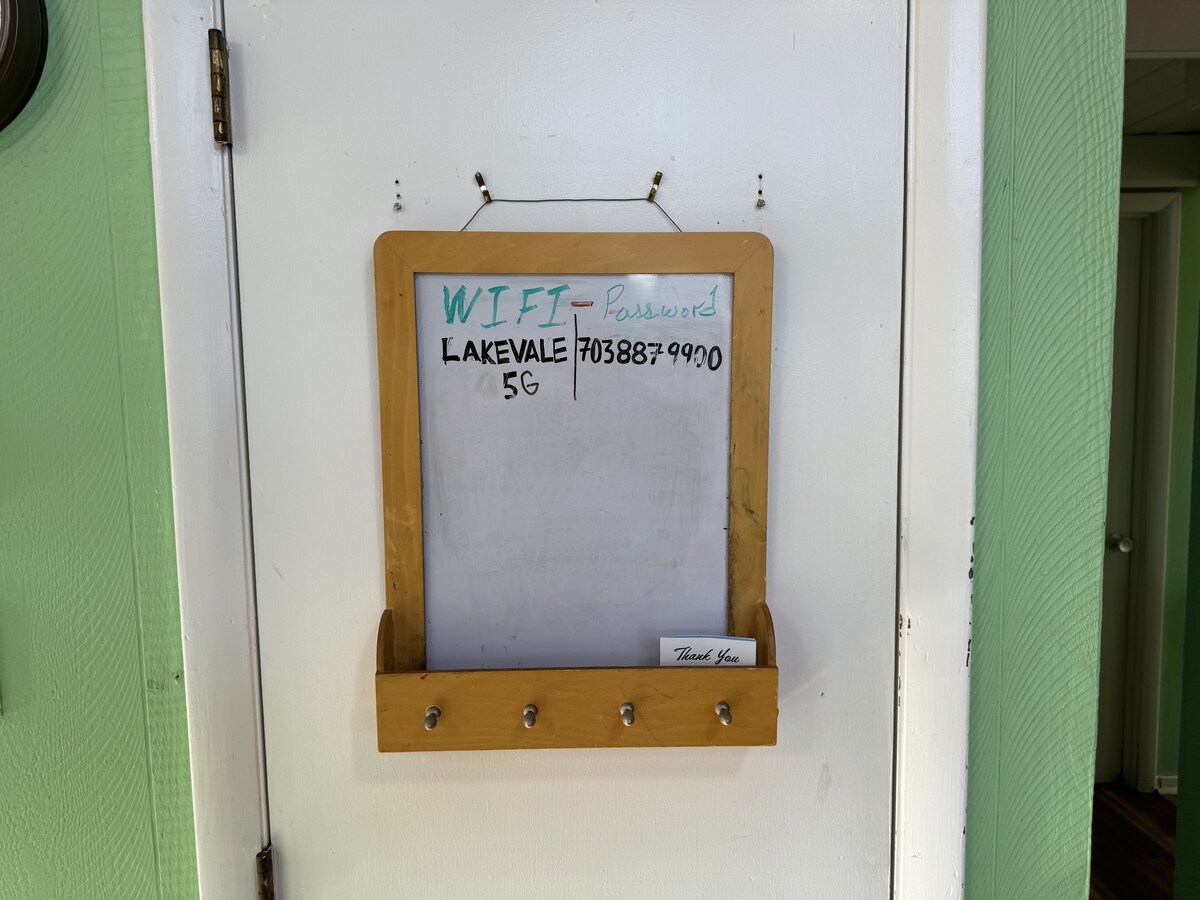 WIFI - Password
LAKEVALE | 7038879900
5G
Thank You